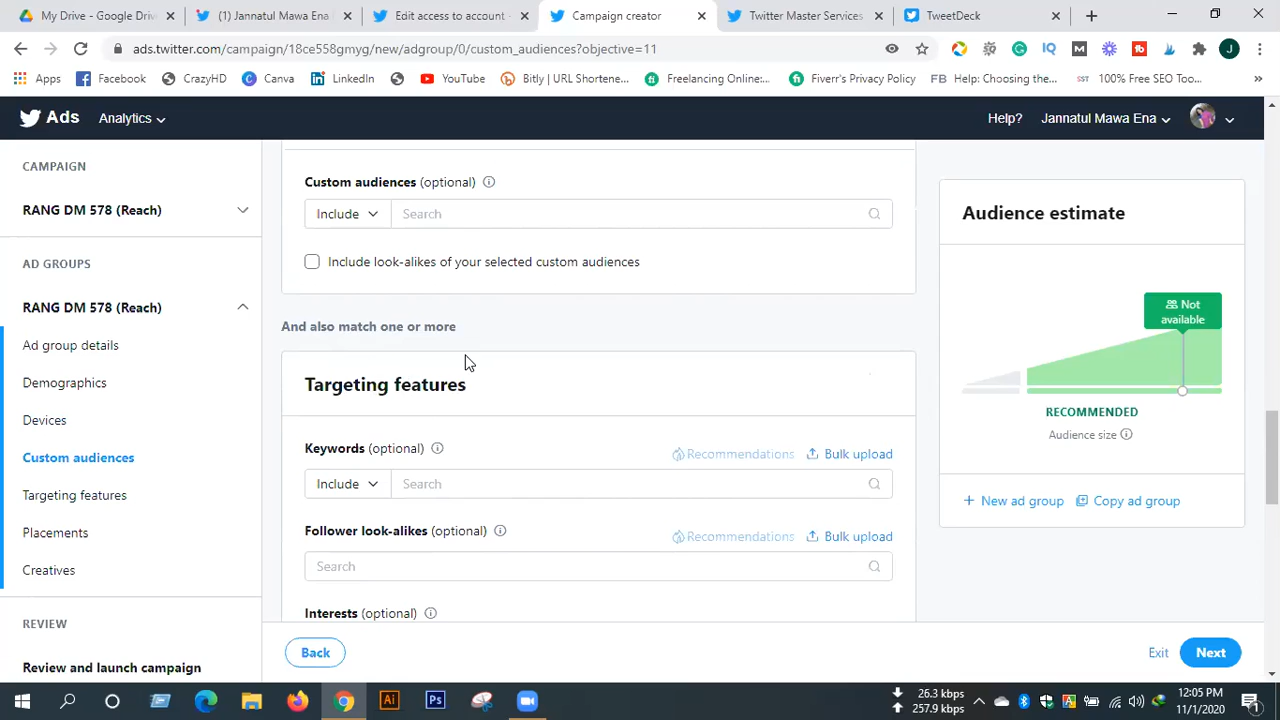 My Drive - Google Driv
(1) Jannatul Mawa Ena
Edit access to account -
Campaign creator
Twitter Master Services
TweetDeck
ads.twitter.com/campaign/18ce558gmyg/new/adgroup/0/custom_audiences?objective=11
Apps
Facebook
CrazyHD
Canva
LinkedIn
YouTube
Bitly | URL Shortene...
Freelancing Online:...
Fiverr's Privacy Policy
FB Help: Choosing the...
SST 100% Free SEO Too...
Ads
Analytics
Help?
Jannatul Mawa Ena
CAMPAIGN
RANG DM 578 (Reach)
AD GROUPS
RANG DM 578 (Reach)
Ad group details
Demographics
Devices
Custom audiences
Targeting features
Placements
Creatives
REVIEW
Review and launch campaign
Custom audiences (optional)
Include
Search
Include look-alikes of your selected custom audiences
And also match one or more
Targeting features
Keywords (optional)
Recommendations
Bulk upload
Include
Search
Follower look-alikes (optional)
Recommendations
Bulk upload
Search
Interests (optional)
Back
Exit
Next
Audience estimate
Not
available
RECOMMENDED
Audience size
+ New ad group
Copy ad group
26.3 kbps
257.9 kbps
12:05 PM
11/1/2020